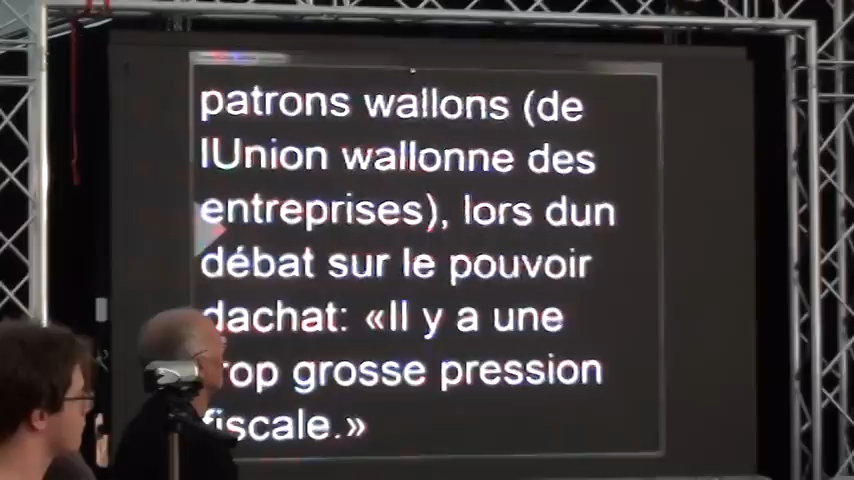 patrons wallons (de
lUnion wallonne des
entreprises), lors dun
débat sur le pouvoir
dachat: «Il y a une
rop grosse pression
fiscale.»